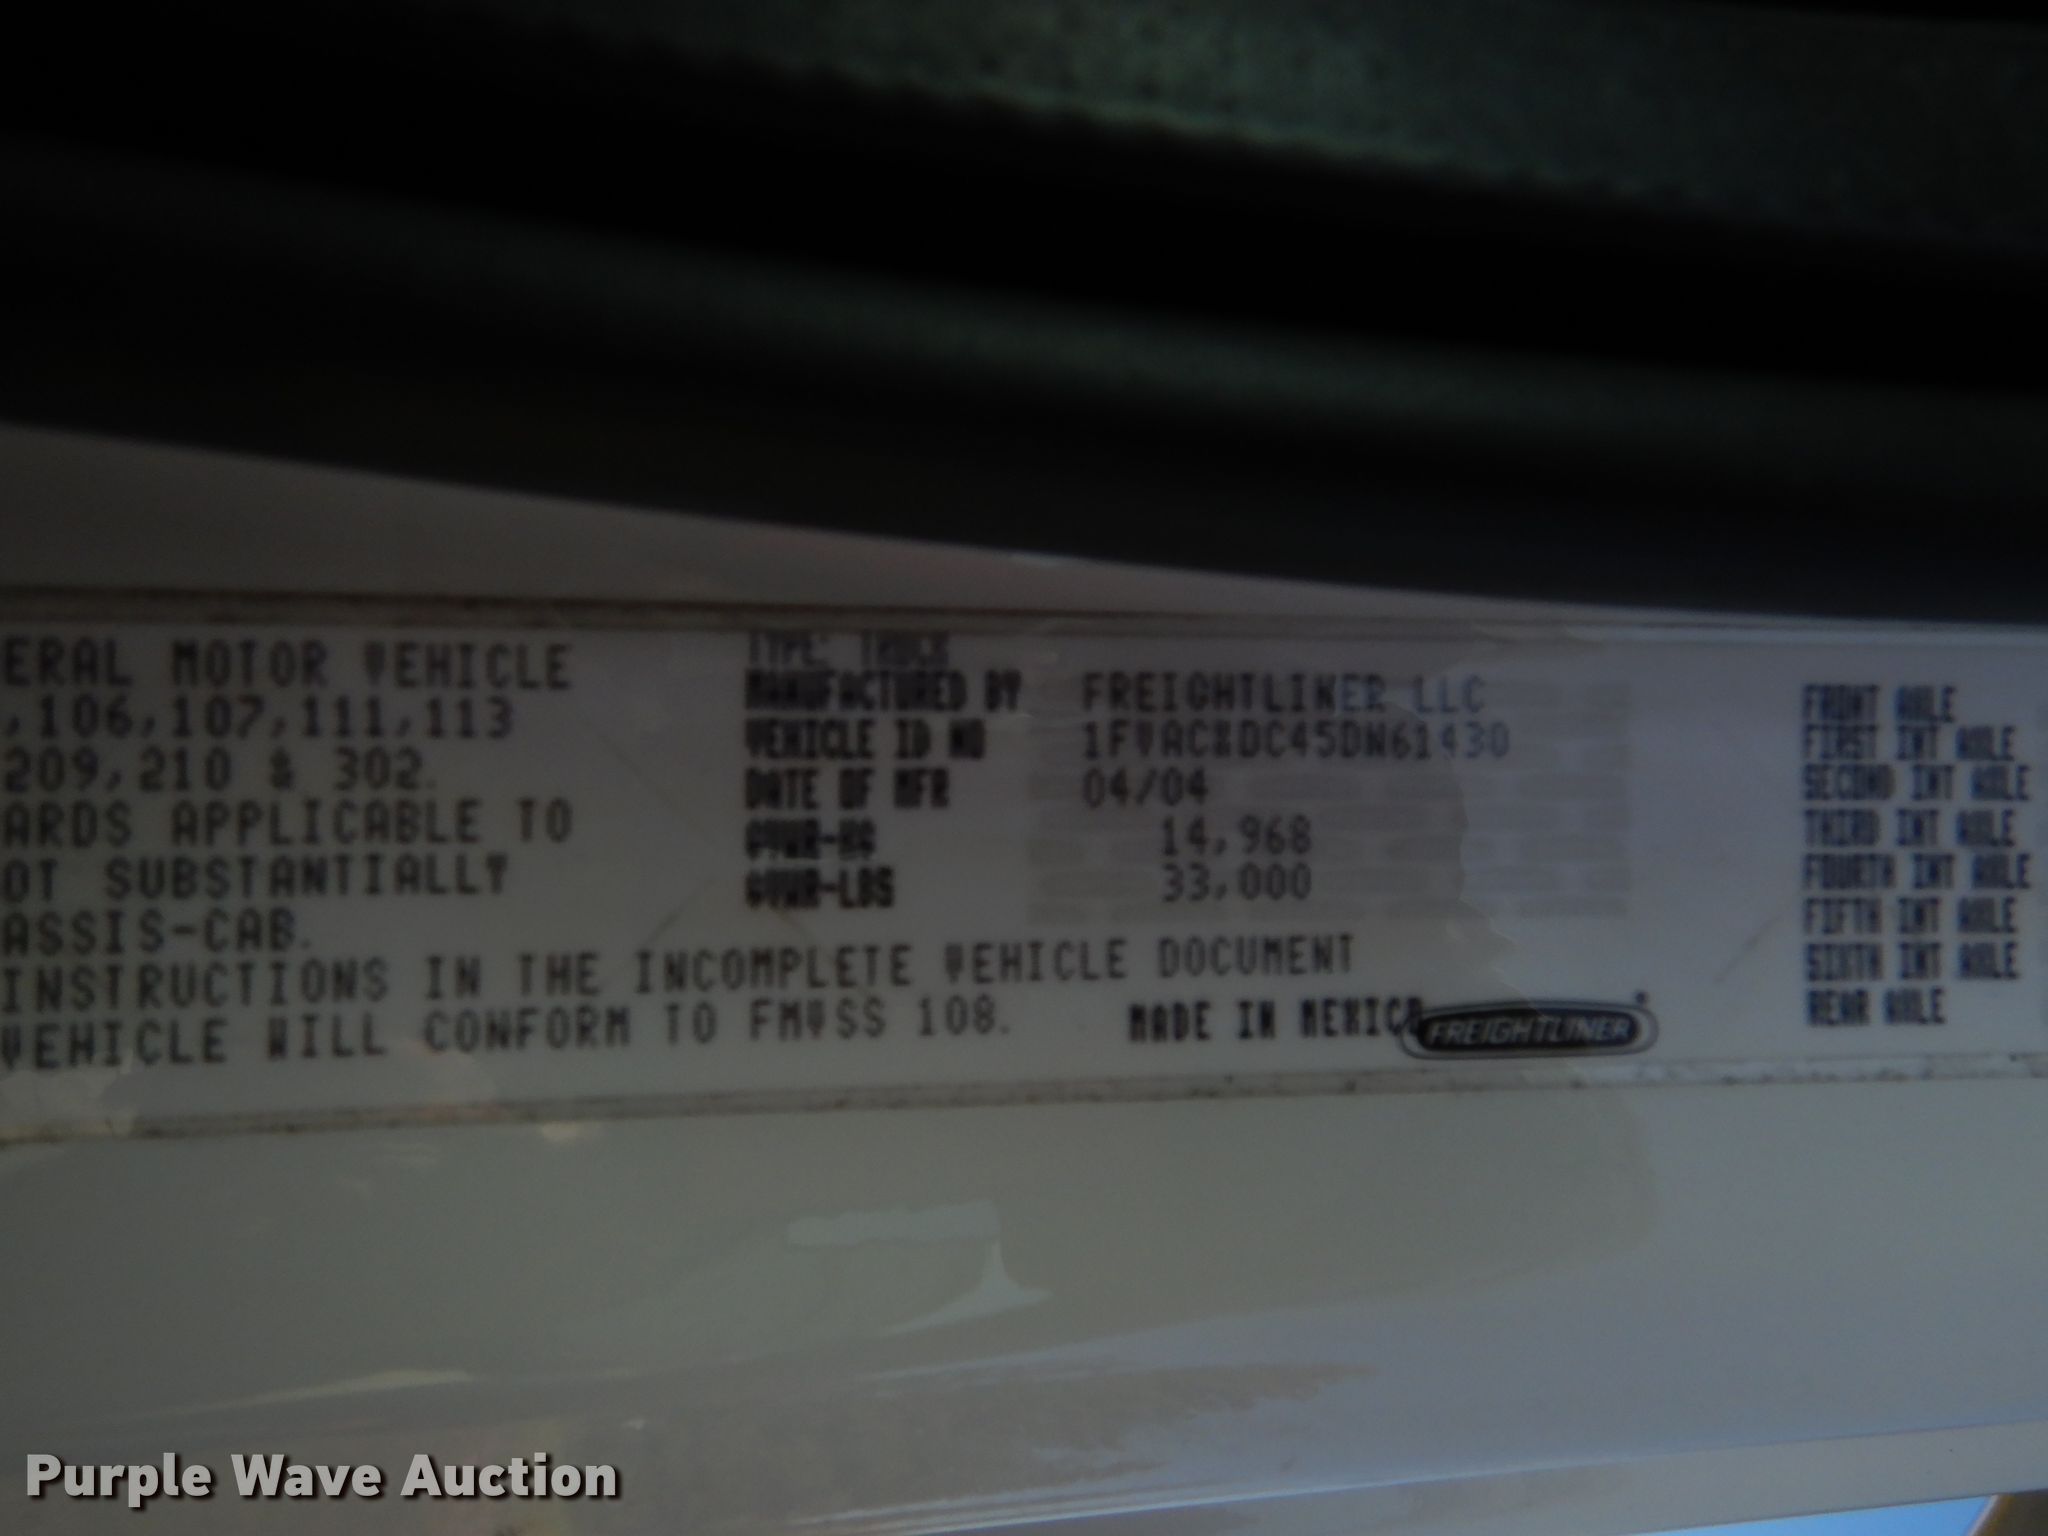 ERAL MOTOR VEHICLE
,106,107,111,113
209,210 & 302.
ARDS APPLICABLE TO
OT SUBSTANTIALLY
ASSIS-CAB.
INSTRUCTIONS IN THE INCOMPLETE VEHICLE DOCUMENT
VEHICLE WILL CONFORM TO FMVSS 108.
TYPE: TRUCK
MANUFACTURED BY FREIGHTLINER LLC
VEHICLE ID NO
DATE OF MFR 04/04
GVWR-KG 14,968
GVWR-LBS 33,000
MADE IN MEXICO
FREIGHTLINER
FRONT AXLE
FIRST INT AXLE
SECOND INT AXLE
THIRD INT AXLE
FOURTH INT AXLE
FIFTH INT AXLE
SIXTH INT AXLE
REAR AXLE
Purple Wave Auction